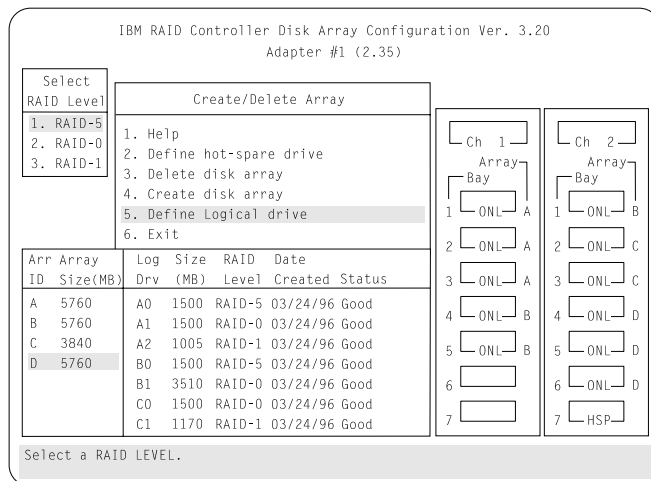 IBM RAID Controller Disk Array Configuration Ver. 3.20
Adapter #1 (2.35)
Select
RAID Level
1. RAID-5
2. RAID-0
3. RAID-1
Create/Delete Array
1. Help
2. Define hot-spare drive
3. Delete disk array
4. Create disk array
5. Define Logical drive
6. Exit
Arr Array
ID Size(MB)
A 5760
B 5760
C 3840
D 5760
Log Size RAID Date
Drv (MB) Level Created Status
A0 1500 RAID-5 03/24/96 Good
A1 1500 RAID-0 03/24/96 Good
A2 1005 RAID-1 03/24/96 Good
B0 1500 RAID-5 03/24/96 Good
B1 3510 RAID-0 03/24/96 Good
C0 1500 RAID-0 03/24/96 Good
C1 1170 RAID-1 03/24/96 Good
Ch 1
Array
Bay
1 ONL A
2 ONL A
3 ONL A
4 ONL B
5 ONL B
6
7
Ch 2
Array
Bay
1 ONL B
2 ONL C
3 ONL C
4 ONL D
5 ONL D
6 ONL D
7 HSP
Select a RAID LEVEL.